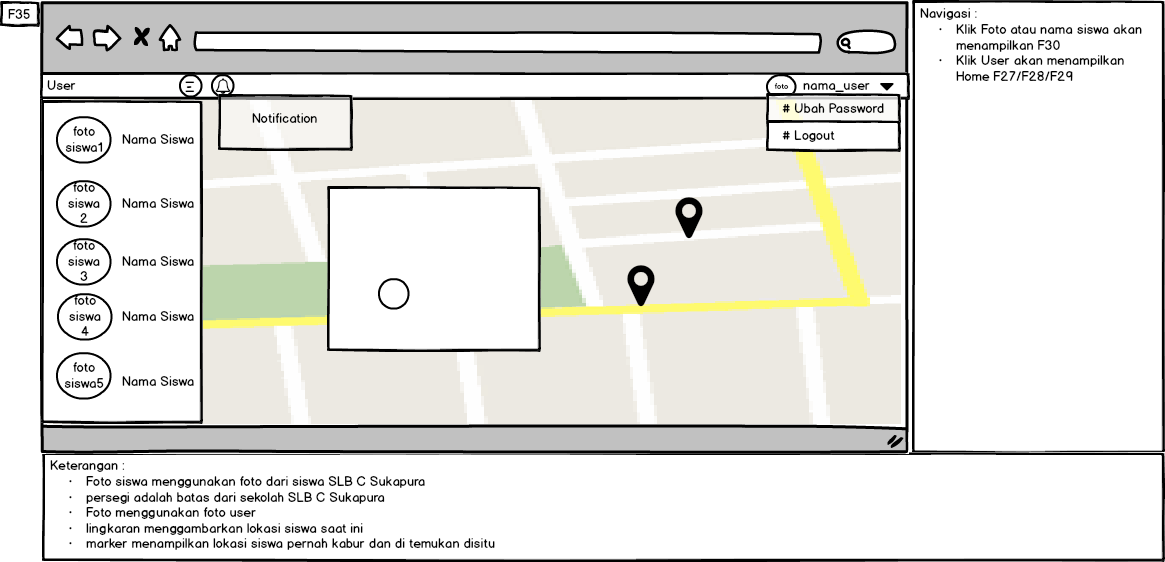 F35
User
foto
nama_user
# Ubah Password
# Logout
Notification
foto
siswa1
Nama Siswa
foto
siswa
2
Nama Siswa
foto
siswa
3
Nama Siswa
foto
siswa
4
Nama Siswa
foto
siswa5
Nama Siswa
Navigasi :
· Klik Foto atau nama siswa akan
menampilkan F30
· Klik User akan menampilkan
Home F27/F28/F29
Keterangan :
· Foto siswa menggunakan foto dari siswa SLB C Sukapura
· persegi adalah batas dari sekolah SLB C Sukapura
· Foto menggunakan foto user
· lingkaran menggambarkan lokasi siswa saat ini
· marker menampilkan lokasi siswa pernah kabur dan di temukan disitu